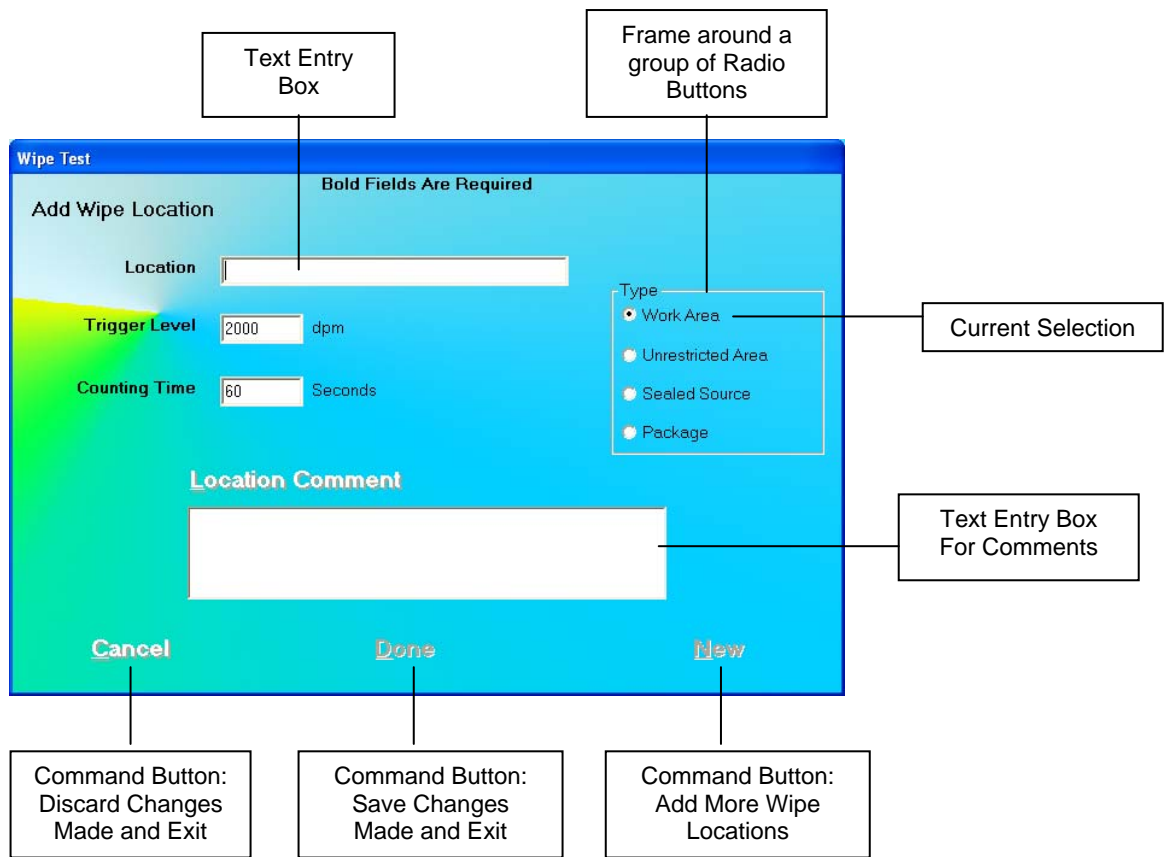 Text Entry
Box
Frame around a
group of Radio
Buttons
Wipe Test
Bold Fields Are Required
Add Wipe Location
Location
Type
Trigger Level
2000
dpm
Work Area
Current Selection
Unrestricted Area
Counting Time
60
Seconds
Sealed Source
Package
Location Comment
Text Entry Box
For Comments
Cancel
Done
New
Command Button:
Discard Changes
Made and Exit
Command Button:
Save Changes
Made and Exit
Command Button:
Add More Wipe
Locations